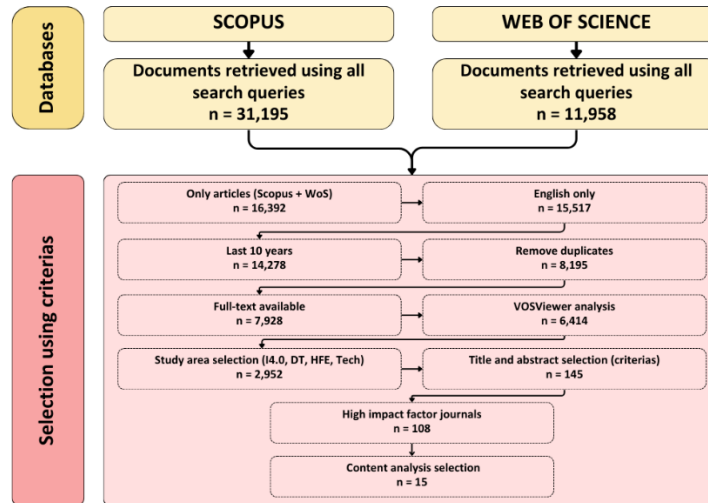 Databases
SCOPUS
WEB OF SCIENCE
Documents retrieved using all
search queries
n = 31,195
Documents retrieved using all
search queries
n = 11,958
Selection using criterias
Only articles (Scopus + WoS)
n = 16,392
English only
n = 15,517
Last 10 years
n = 14,278
Remove duplicates
n = 8,195
Full-text available
n = 7,928
VOSViewer analysis
n = 6,414
Study area selection (I4.0, DT, HFE, Tech)
n = 2,952
Title and abstract selection (criterias)
n = 145
High impact factor journals
n = 108
Content analysis selection
n = 15